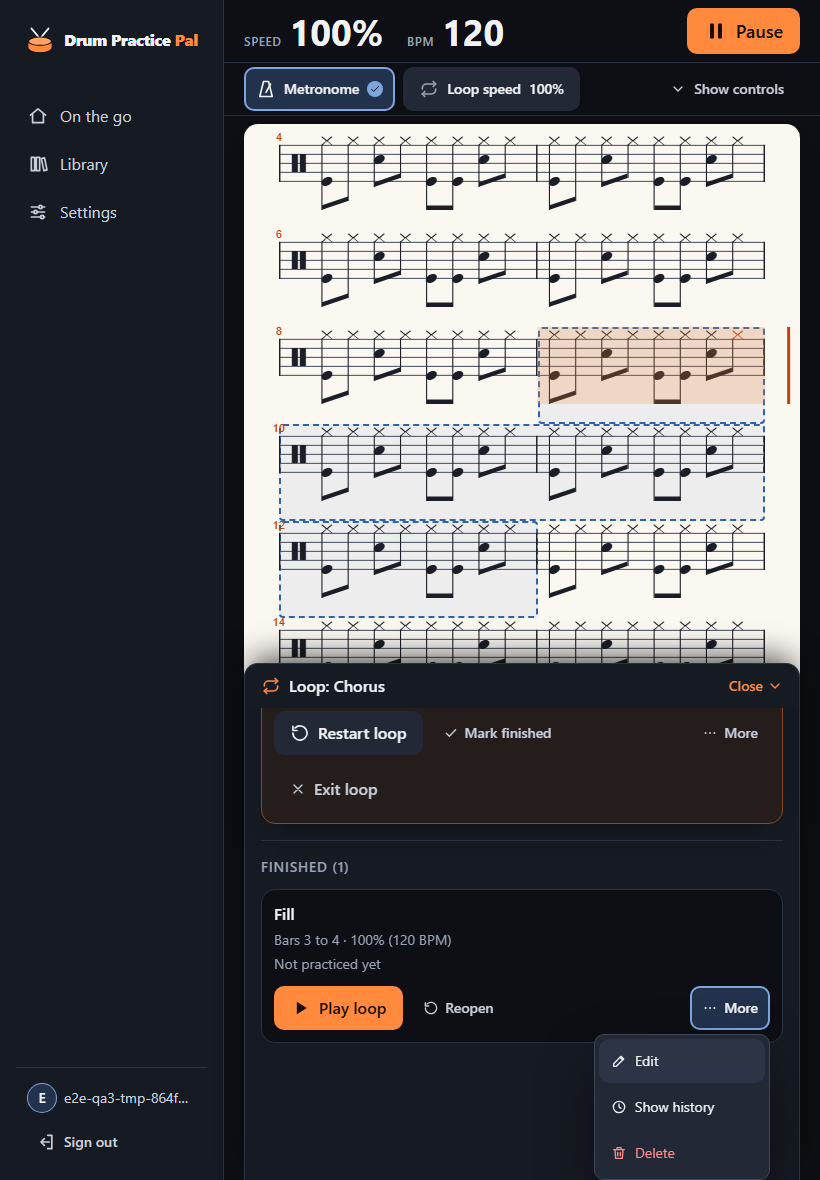 Drum Practice Pal
On the go
Library
Settings
E e2e-qa3-tmp-864f...
Sign out
SPEED 100% BPM 120
Pause
Metronome
Loop speed 100%
Show controls
4
6
8
10
12
14
Loop: Chorus
Close
Restart loop
Mark finished
··· More
Exit loop
FINISHED (1)
Fill
Bars 3 to 4 · 100% (120 BPM)
Not practiced yet
Play loop
Reopen
··· More
Edit
Show history
Delete